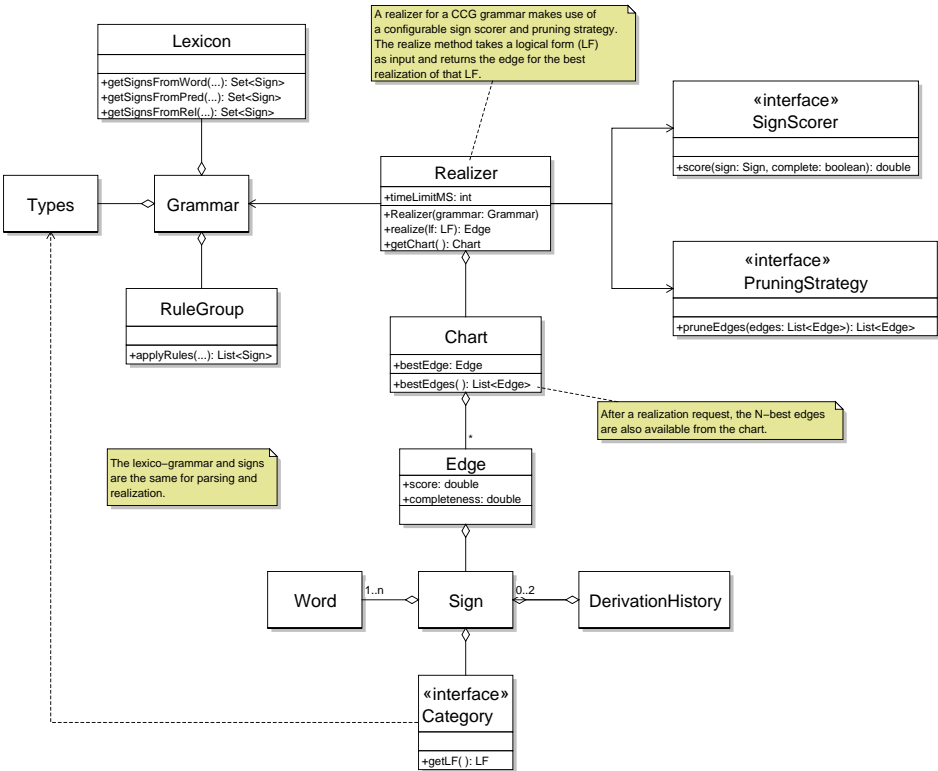 A realizer for a CCG grammar makes use of
a configurable sign scorer and pruning strategy.
The realize method takes a logical form (LF)
as input and returns the edge for the best
realization of that LF.
Lexicon
+getSignsFromWord(...): Set<Sign>
+getSignsFromPred(...): Set<Sign>
+getSignsFromRel(...): Set<Sign>
«interface»
SignScorer
+score(sign: Sign, complete: boolean): double
Types
Grammar
Realizer
+timeLimitMS: int
+Realizer(grammar: Grammar)
+realize(lf: LF): Edge
+getChart( ): Chart
«interface»
PruningStrategy
+pruneEdges(edges: List<Edge>): List<Edge>
RuleGroup
+applyRules(...): List<Sign>
Chart
+bestEdge: Edge
+bestEdges( ): List<Edge>
After a realization request, the N−best edges
are also available from the chart.
*
The lexico−grammar and signs
are the same for parsing and
realization.
Edge
+score: double
+completeness: double
Word
1..n
Sign
0..2
DerivationHistory
«interface»
Category
+getLF( ): LF